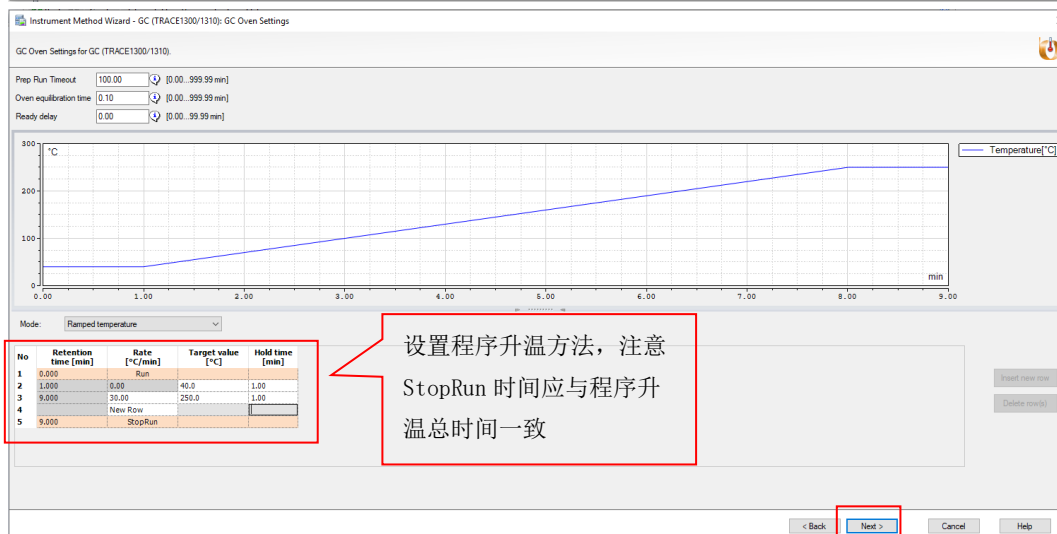 Instrument Method Wizard - GC (TRACE1300/1310): GC Oven Settings
GC Oven Settings for GC (TRACE1300/1310).
Prep Run Timeout 100.00 [0.00...999.99 min]
Oven equilibration time 0.10 [0.00...999.99 min]
Ready delay 0.00 [0.00...99.99 min]
300 °C
200
100
0
min
0.00 1.00 2.00 3.00 4.00 5.00 6.00 7.00 8.00 9.00
Temperature[°C]
Mode: Ramped temperature
No Retention time [min] Rate [°C/min] Target value [°C] Hold time [min]
1 0.000 Run
2 1.000 0.00 40.0 1.00
3 9.000 30.00 250.0 1.00
4 New Row
5 9.000 StopRun
设置程序升温方法，注意
StopRun 时间应与程序升
温总时间一致
Insert new row
Delete row(s)
< Back Next > Cancel Help